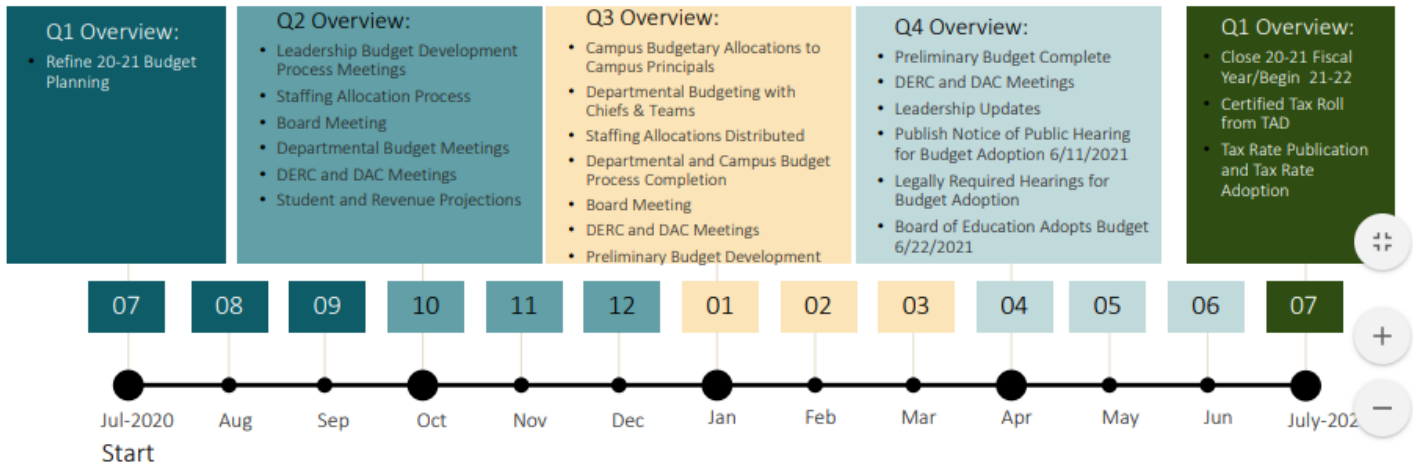 Q1 Overview:
• Refine 20-21 Budget
Planning
Q2 Overview:
• Leadership Budget Development
Process Meetings
• Staffing Allocation Process
• Board Meeting
• Departmental Budget Meetings
• DERC and DAC Meetings
• Student and Revenue Projections
Q3 Overview:
• Campus Budgetary Allocations to
Campus Principals
• Departmental Budgeting with
Chiefs & Teams
• Staffing Allocations Distributed
• Departmental and Campus Budget
Process Completion
• Board Meeting
• DERC and DAC Meetings
• Preliminary Budget Development
Q4 Overview:
• Preliminary Budget Complete
• DERC and DAC Meetings
• Leadership Updates
• Publish Notice of Public Hearing
for Budget Adoption 6/11/2021
• Legally Required Hearings for
Budget Adoption
• Board of Education Adopts Budget
6/22/2021
Q1 Overview:
• Close 20-21 Fiscal
Year/Begin 21-22
• Certified Tax Roll
from TAD
• Tax Rate Publication
and Tax Rate
Adoption
07 08 09 10 11 12 01 02 03 04 05 06 07
Jul-2020 Aug Sep Oct Nov Dec Jan Feb Mar Apr May Jun July-202
Start